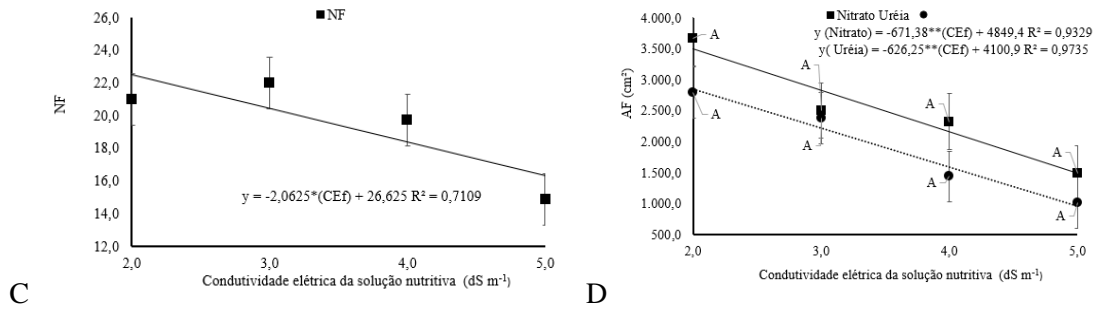 NF
26,0
24,0
22,0
20,0
18,0
16,0
14,0
12,0
NF
y = -2,0625*(CEf) + 26,625 R² = 0,7109
2,0 3,0 4,0 5,0
Condutividade elétrica da solução nutritiva (dS m⁻¹)
C
Nitrato Uréia
y (Nitrato) = -671,38**(CEf) + 4849,4 R² = 0,9329
y( Uréia) = -626,25**(CEf) + 4100,9 R² = 0,9735
4.000,0
3.500,0
3.000,0
2.500,0
2.000,0
1.500,0
1.000,0
500,0
AF (cm²)
A
A
A
A
A
A
A
A
2,0 3,0 4,0 5,0
Condutividade elétrica da solução nutritiva (dS m⁻¹)
D